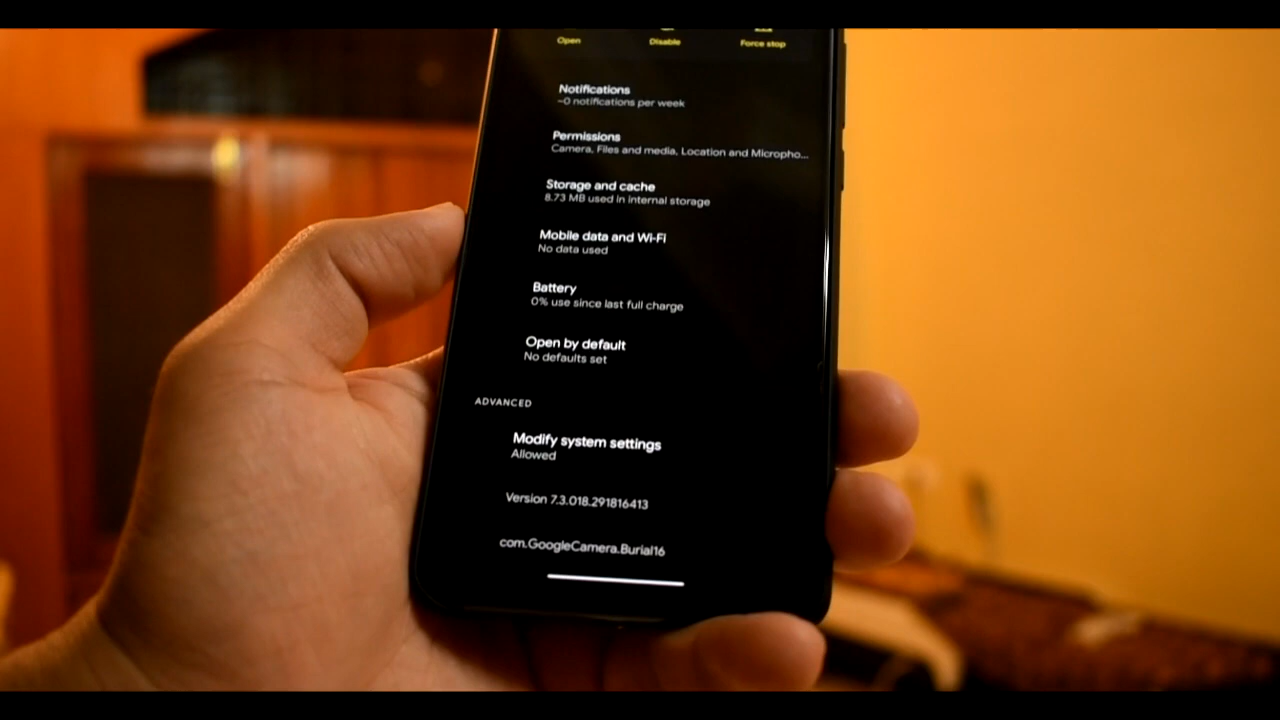 Open Disable Force stop
Notifications
~0 notifications per week
Permissions
Camera, Files and media, Location and Micropho...
Storage and cache
8.73 MB used in internal storage
Mobile data and Wi-Fi
No data used
Battery
0% use since last full charge
Open by default
No defaults set
ADVANCED
Modify system settings
Allowed
Version 7.3.018.291816413
com.GoogleCamera.Burial16